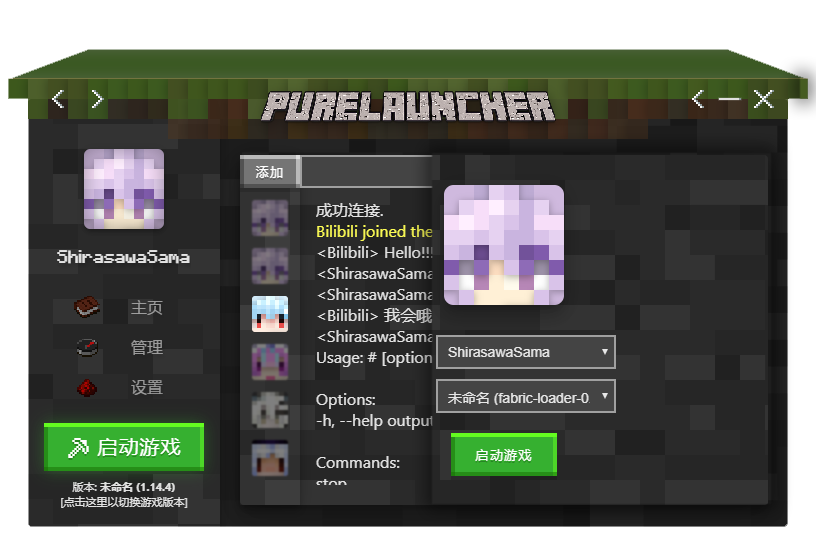 PURELAUNCHER
ShirasawaSama
主页
管理
设置
启动游戏
版本: 未命名 (1.14.4)
[点击这里以切换游戏版本]
添加
成功连接.
Bilibili joined the
<Bilibili> Hello!!!
<ShirasawaSama
<ShirasawaSama
<Bilibili> 我会哦
<ShirasawaSama
Usage: # [option
Options:
-h, --help output
Commands:
stop
ShirasawaSama
未命名 (fabric-loader-0
启动游戏